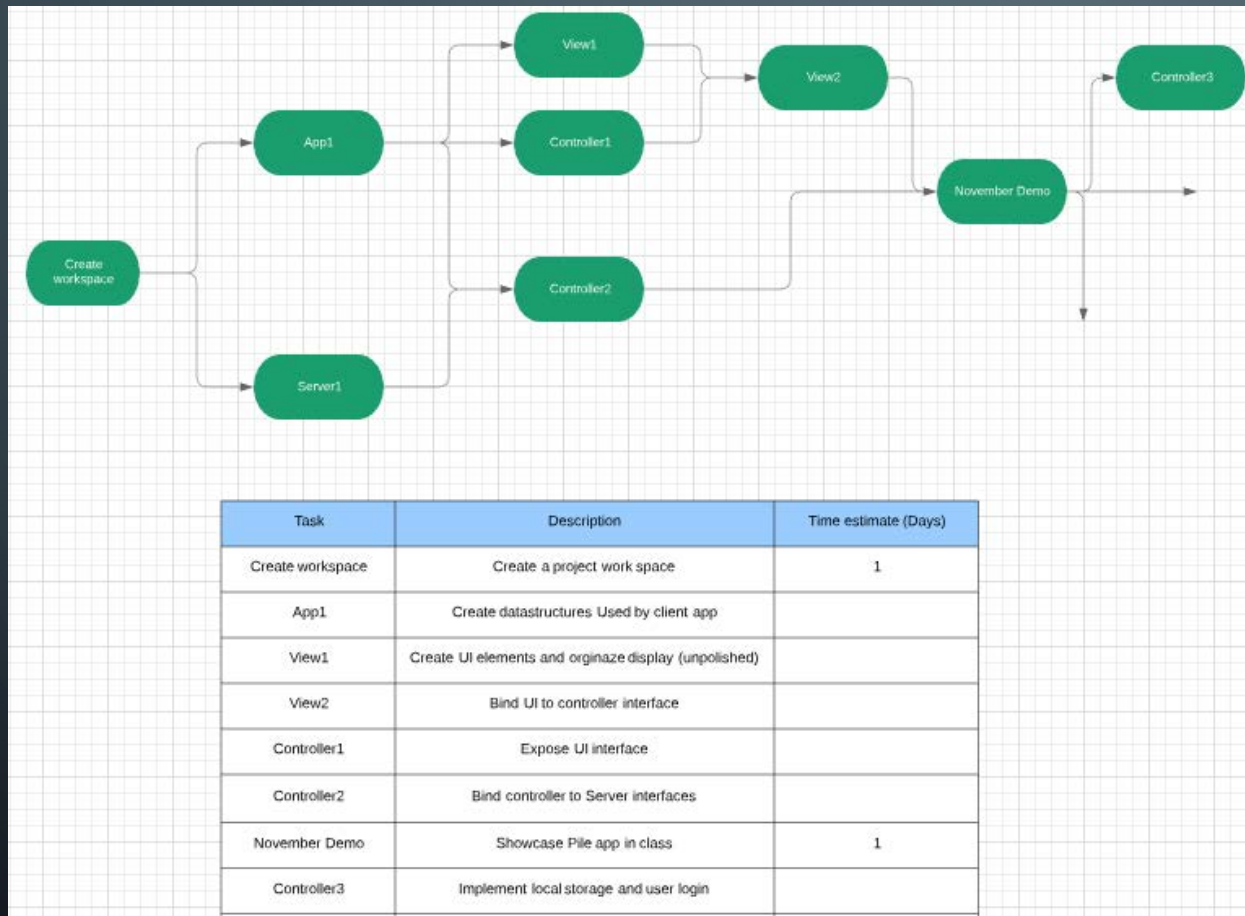 View1
View2
Controller3
App1
Controller1
November Demo
Create
workspace
Controller2
Server1
Task Description Time estimate (Days)
Create workspace Create a project work space 1
App1 Create datastructures Used by client app
View1 Create UI elements and orginaze display (unpolished)
View2 Bind UI to controller interface
Controller1 Expose UI interface
Controller2 Bind controller to Server interfaces
November Demo Showcase Pile app in class 1
Controller3 Implement local storage and user login